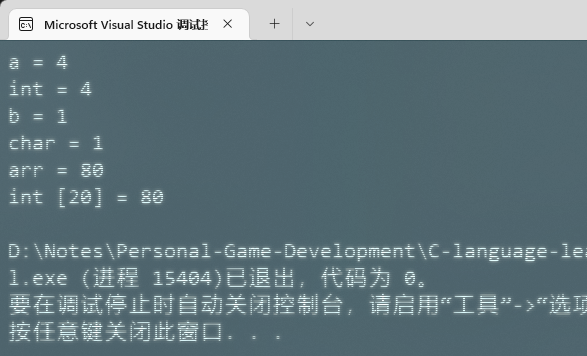 Microsoft Visual Studio 调试
a = 4
int = 4
b = 1
char = 1
arr = 80
int [20] = 80
D:\Notes\Personal-Game-Development\C-language-lea
l.exe (进程 15404)已退出，代码为 0。
要在调试停止时自动关闭控制台，请启用“工具”->“选项
按任意键关闭此窗口. . .